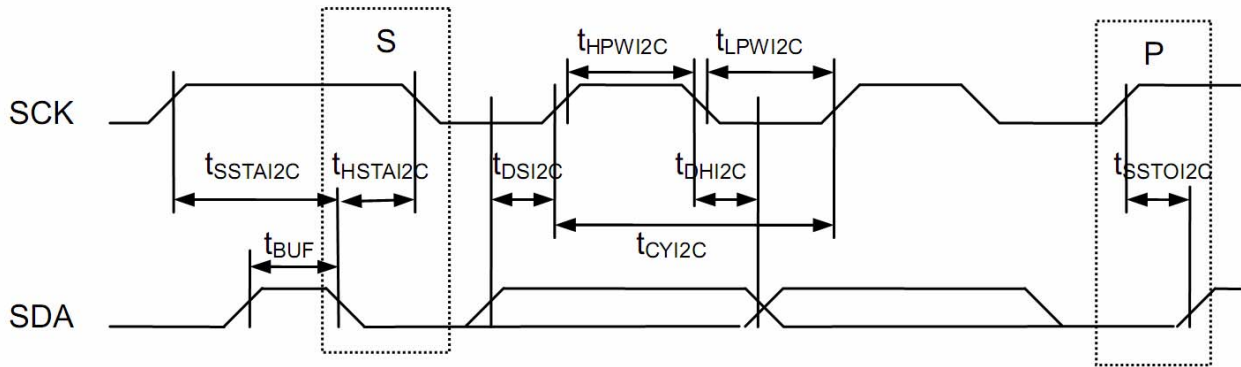 S
P
tHPWI2C
tLPWI2C
SCK
tSSTAI2C
tHSTAI2C
tDSI2C
tDHI2C
tSSTOI2C
tBUF
tCYI2C
SDA